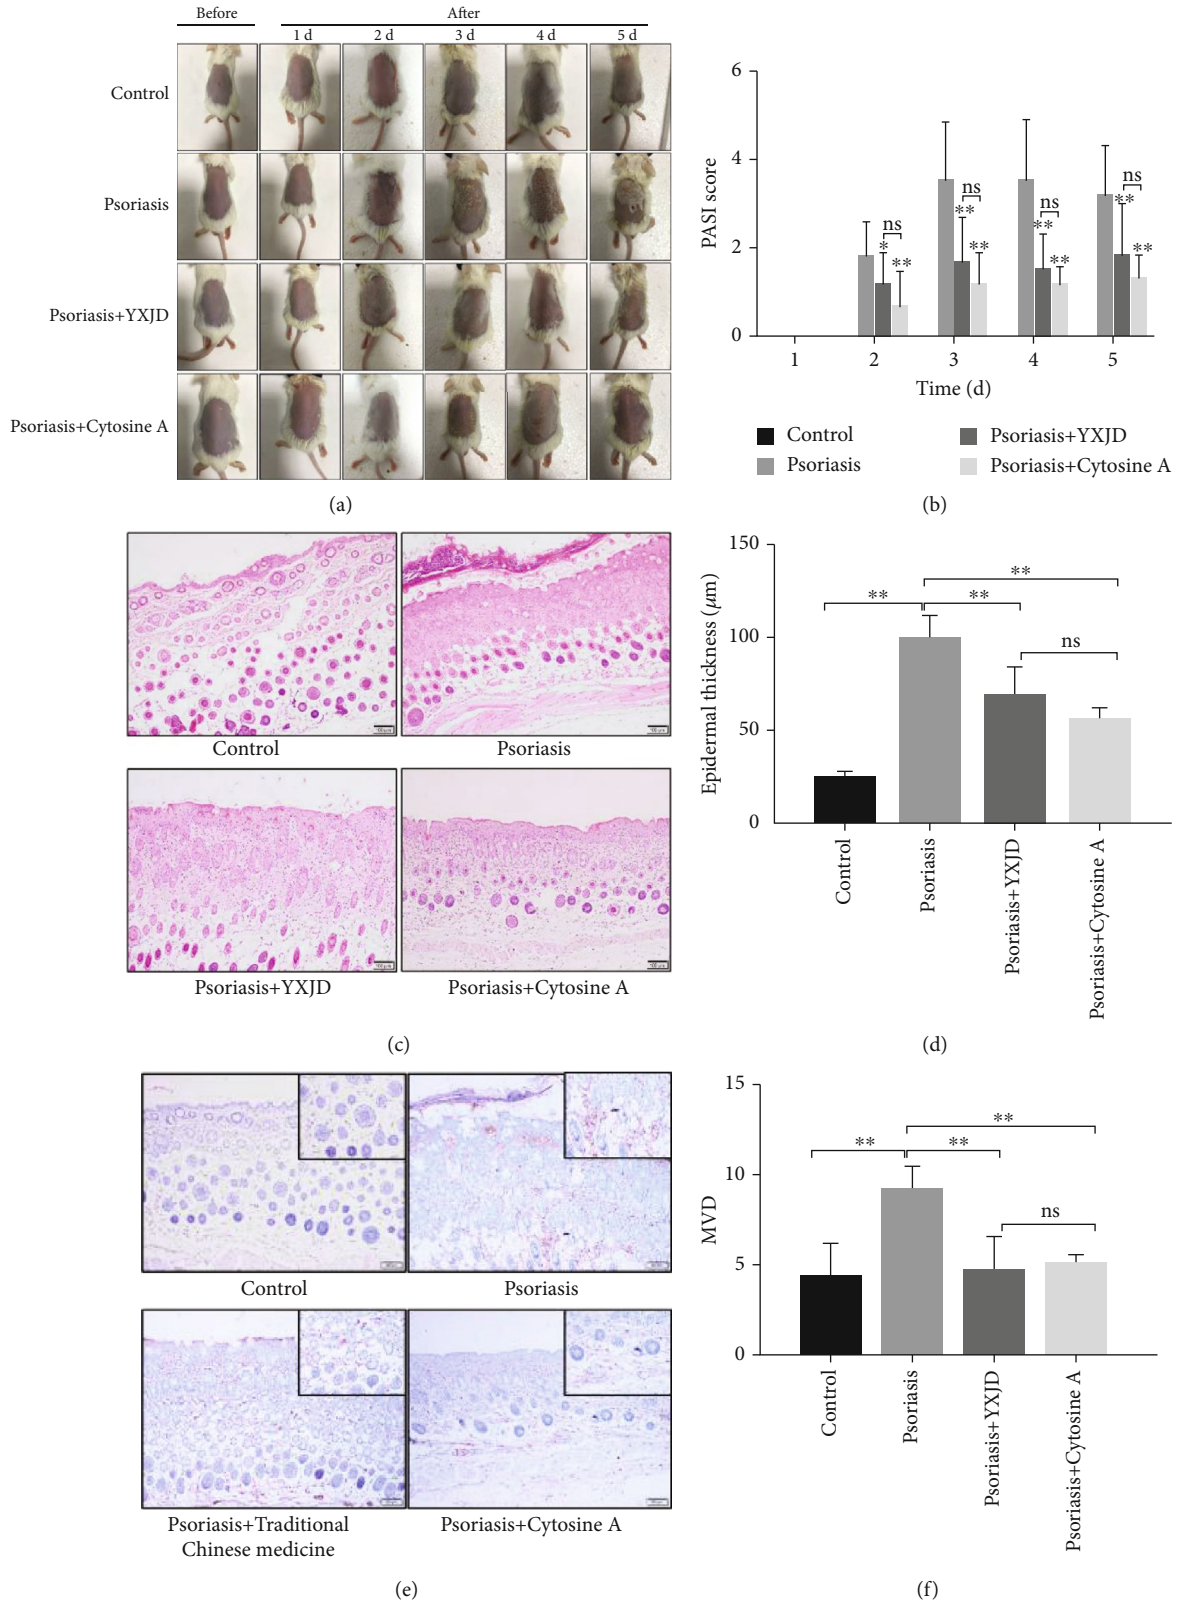 Before After
1 d 2 d 3 d 4 d 5 d
Control
Psoriasis
Psoriasis+YXJD
Psoriasis+Cytosine A
(a)
6
4
2
0
PASI score
ns
*
**
ns
**
**
ns
**
**
ns
**
**
1 2 3 4 5
Time (d)
Control
Psoriasis
Psoriasis+YXJD
Psoriasis+Cytosine A
(b)
Control Psoriasis
Psoriasis+YXJD Psoriasis+Cytosine A
(c)
150
100
50
0
Epidermal thickness (μm)
**
** **
ns
Control
Psoriasis
Psoriasis+YXJD
Psoriasis+Cytosine A
(d)
Control Psoriasis
Psoriasis+Traditional
Chinese medicine
Psoriasis+Cytosine A
(e)
15
10
5
0
MVD
**
** **
ns
Control
Psoriasis
Psoriasis+YXJD
Psoriasis+Cytosine A
(f)